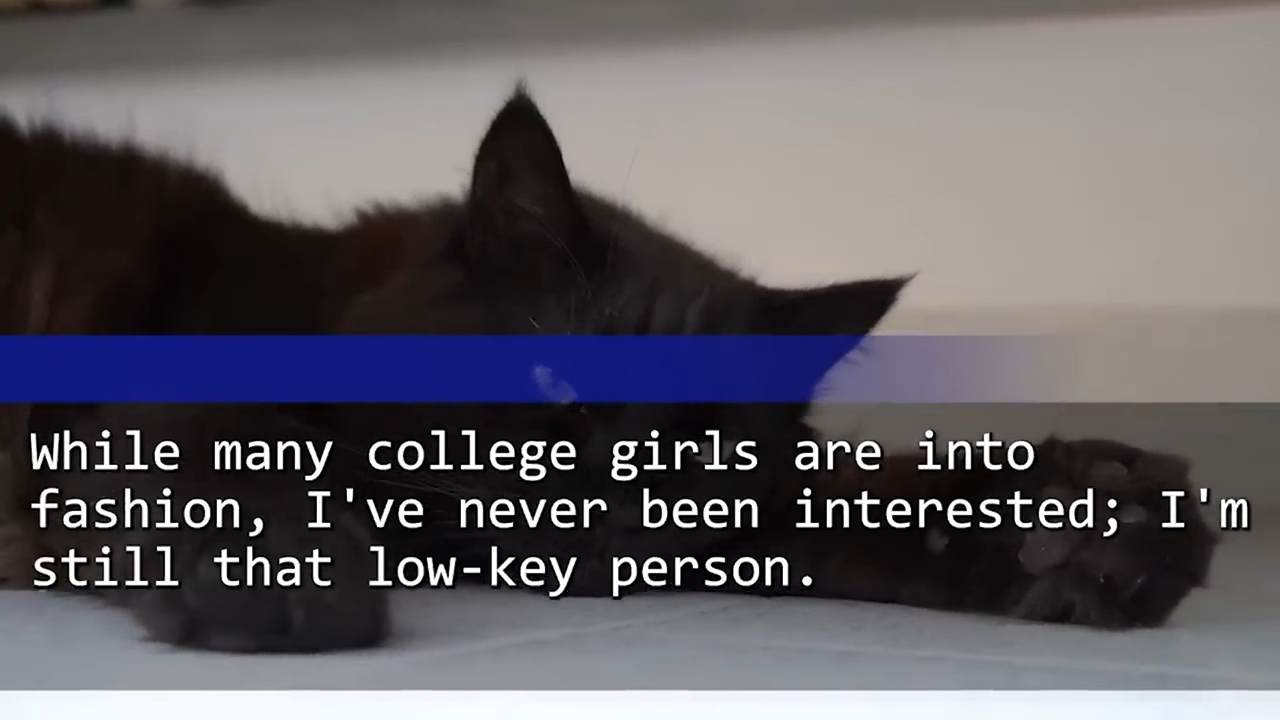 While many college girls are into
fashion, I've never been interested; I'm
still that low-key person.